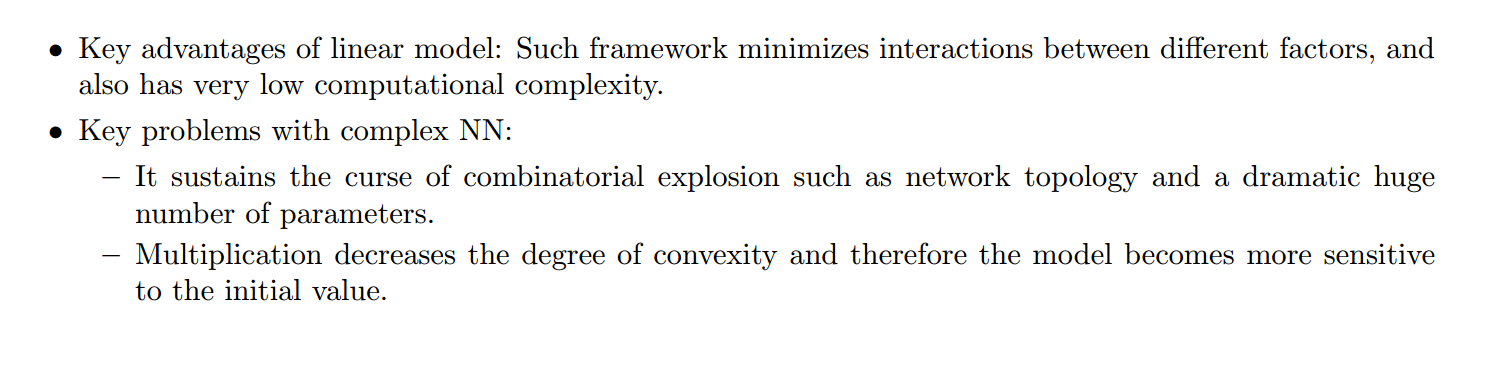 • Key advantages of linear model: Such framework minimizes interactions between different factors, and
also has very low computational complexity.
• Key problems with complex NN:
– It sustains the curse of combinatorial explosion such as network topology and a dramatic huge
number of parameters.
– Multiplication decreases the degree of convexity and therefore the model becomes more sensitive
to the initial value.